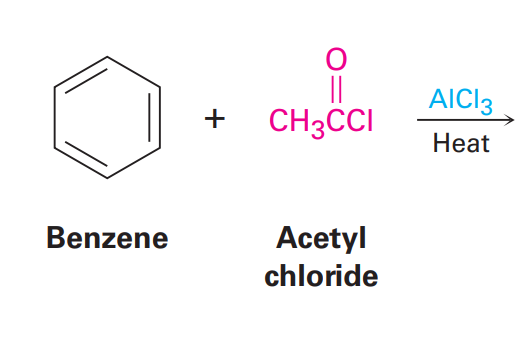 O
+ CH₃CCl AlCl₃
Heat
Benzene Acetyl
chloride